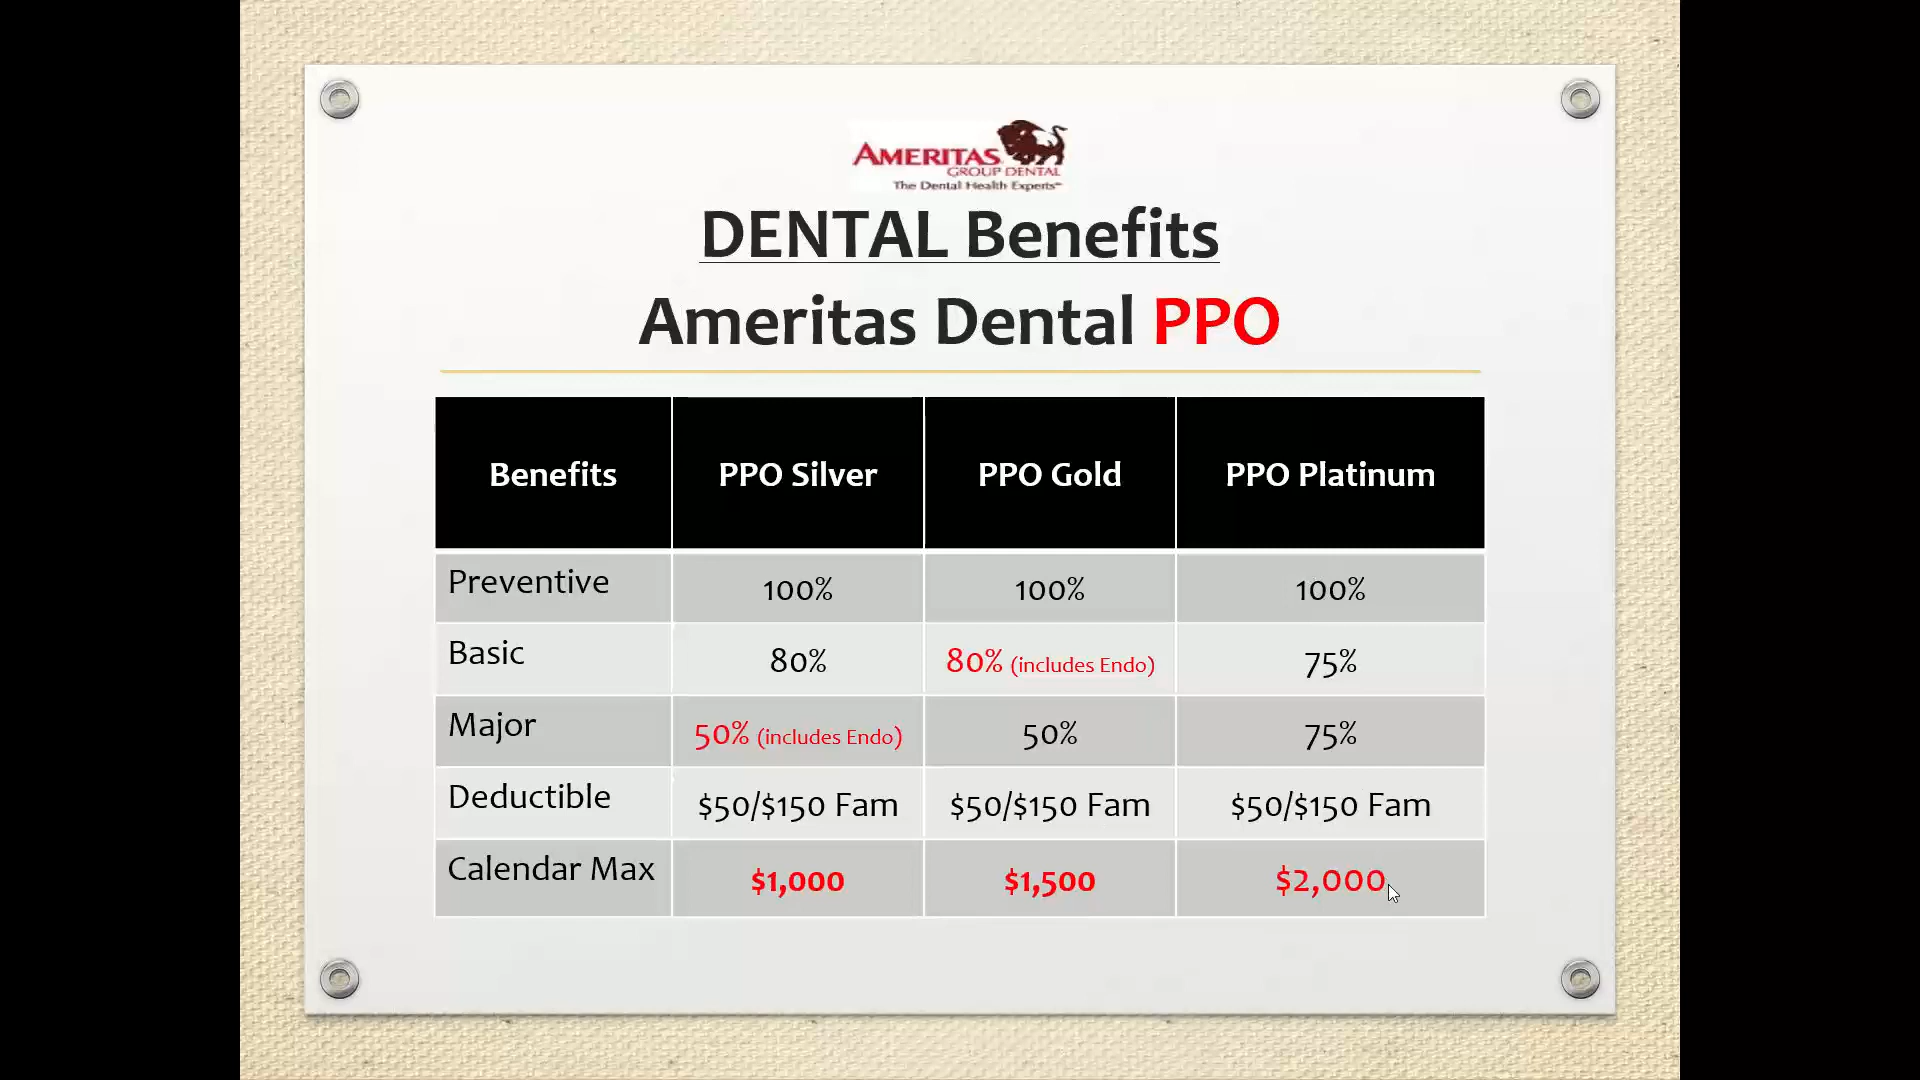 AMERITAS
GROUP DENTAL
The Dental Health Experts℠
DENTAL Benefits
Ameritas Dental PPO
Benefits PPO Silver PPO Gold PPO Platinum
Preventive 100% 100% 100%
Basic 80% 80% (includes Endo) 75%
Major 50% (includes Endo) 50% 75%
Deductible $50/$150 Fam $50/$150 Fam $50/$150 Fam
Calendar Max $1,000 $1,500 $2,000